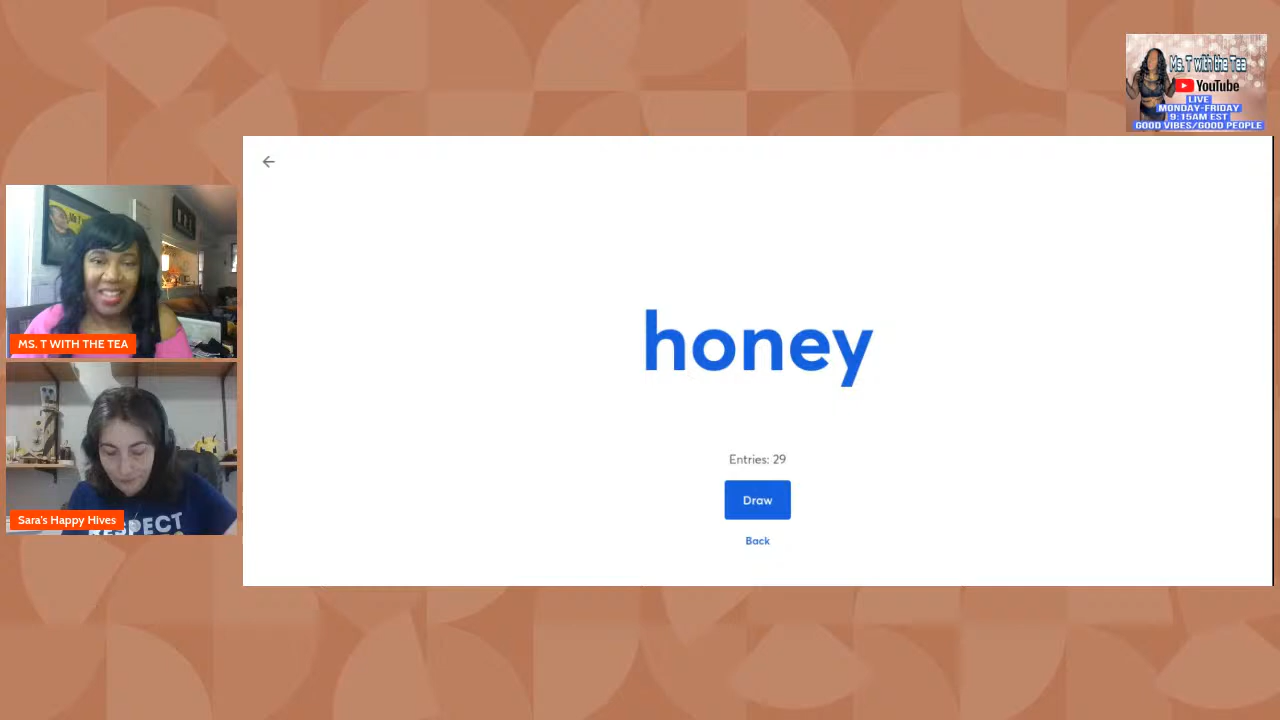 Ms. T with the Tea
YouTube
LIVE
MONDAY-FRIDAY
9:15AM EST
GOOD VIBES/GOOD PEOPLE
MS. T WITH THE TEA
RESPECT
Sara's Happy Hives
honey
Entries: 29
Draw
Back